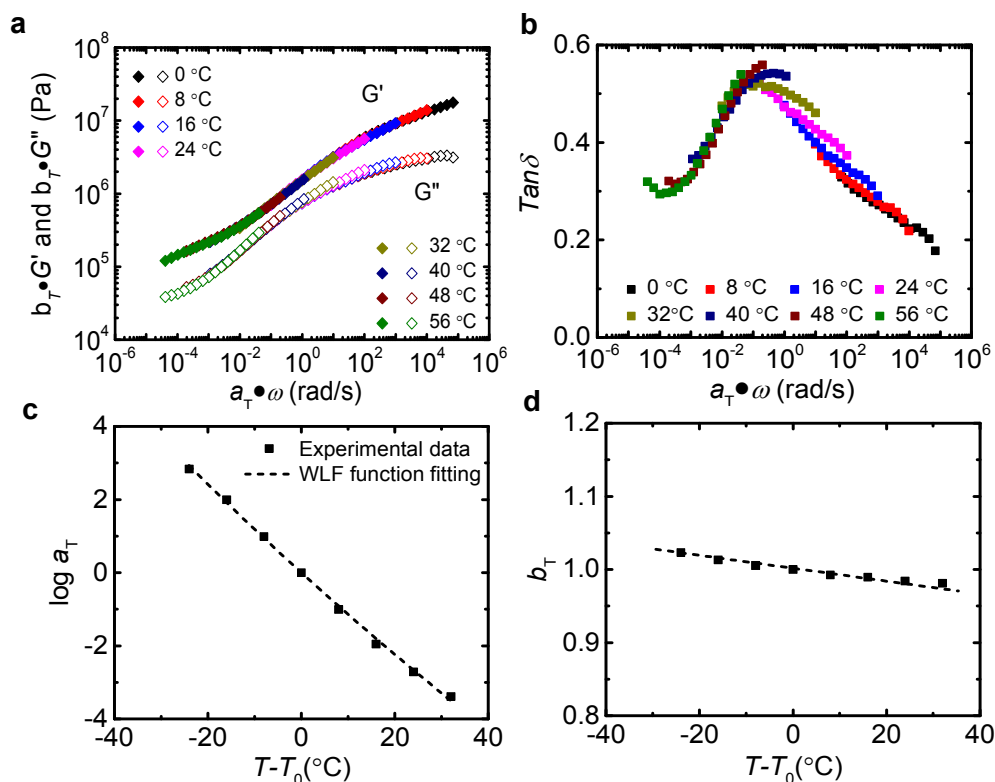 a
b_T•G' and b_T•G'' (Pa)
10^8
10^7
10^6
10^5
10^4
0 °C
8 °C
16 °C
24 °C
G'
G''
32 °C
40 °C
48 °C
56 °C
10^-6 10^-4 10^-2 10^0 10^2 10^4 10^6
a_T•ω (rad/s)
b
Tanδ
0.6
0.4
0.2
0.0
0 °C 8 °C 16 °C 24 °C
32°C 40 °C 48 °C 56 °C
10^-6 10^-4 10^-2 10^0 10^2 10^4 10^6
a_T•ω (rad/s)
c
log a_T
4
2
0
-2
-4
Experimental data
WLF function fitting
-40 -20 0 20 40
T-T_0(°C)
d
b_T
1.2
1.1
1.0
0.9
0.8
-40 -20 0 20 40
T-T_0(°C)